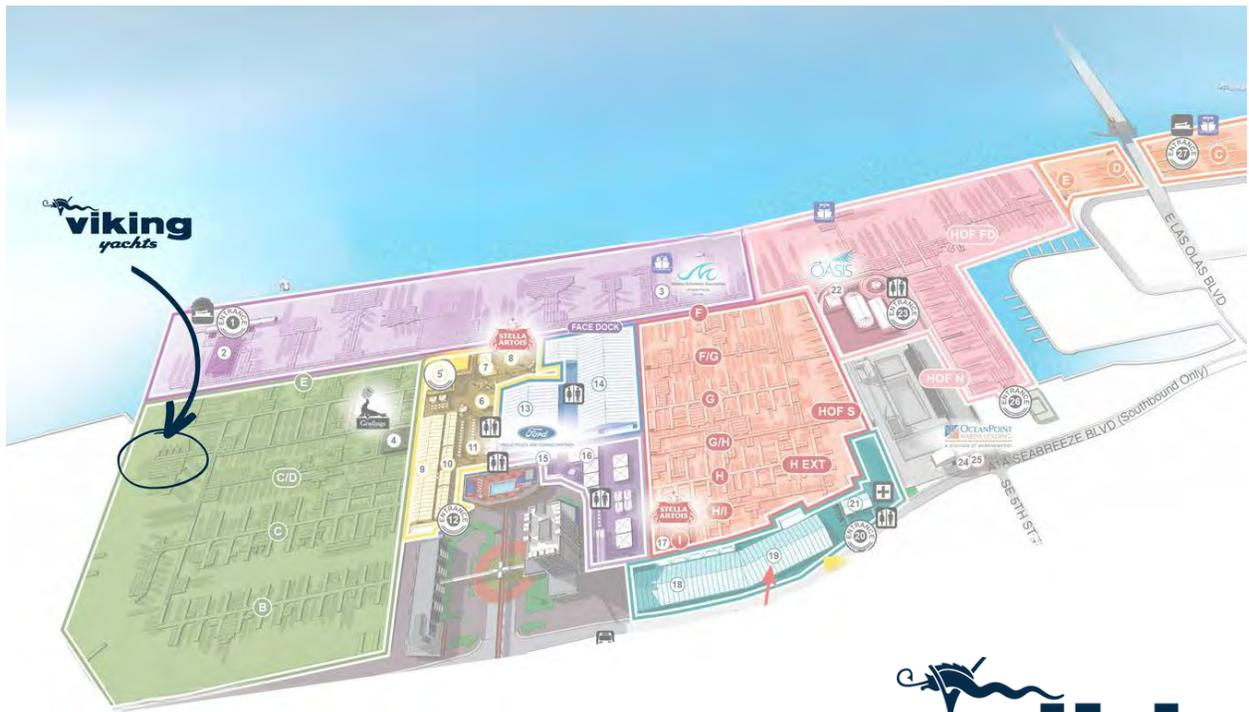 viking
yachts
ENTRANCE
27
C
D
E
E LAS OLAS BLVD
HOF FD
OASIS
22
ENTRANCE
23
3
ENTRANCE
1
2
F
FACE DOCK
STELLA
ARTOIS
8
7
5
6
E
Goslings
4
14
13
Ford
F/G
G
HOF S
HOF N
ENTRANCE
26
OCEANPOINT
MARINE LENDING
24
25
A1A SEABREEZE BLVD (Southbound Only)
SE 5TH ST
G/H
H
H EXT
H/I
STELLA
ARTOIS
17
I
9
10
11
15
16
ENTRANCE
12
C/D
C
B
21
ENTRANCE
20
19
18